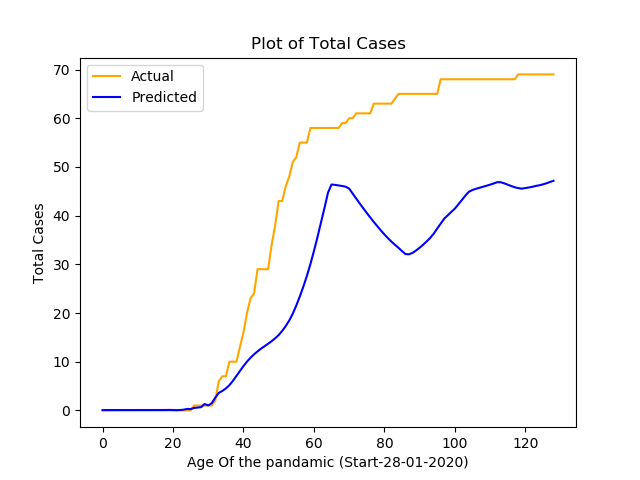 Plot of Total Cases
Actual
Predicted
70
60
50
40
30
20
10
0
Total Cases
0 20 40 60 80 100 120
Age Of the pandamic (Start-28-01-2020)